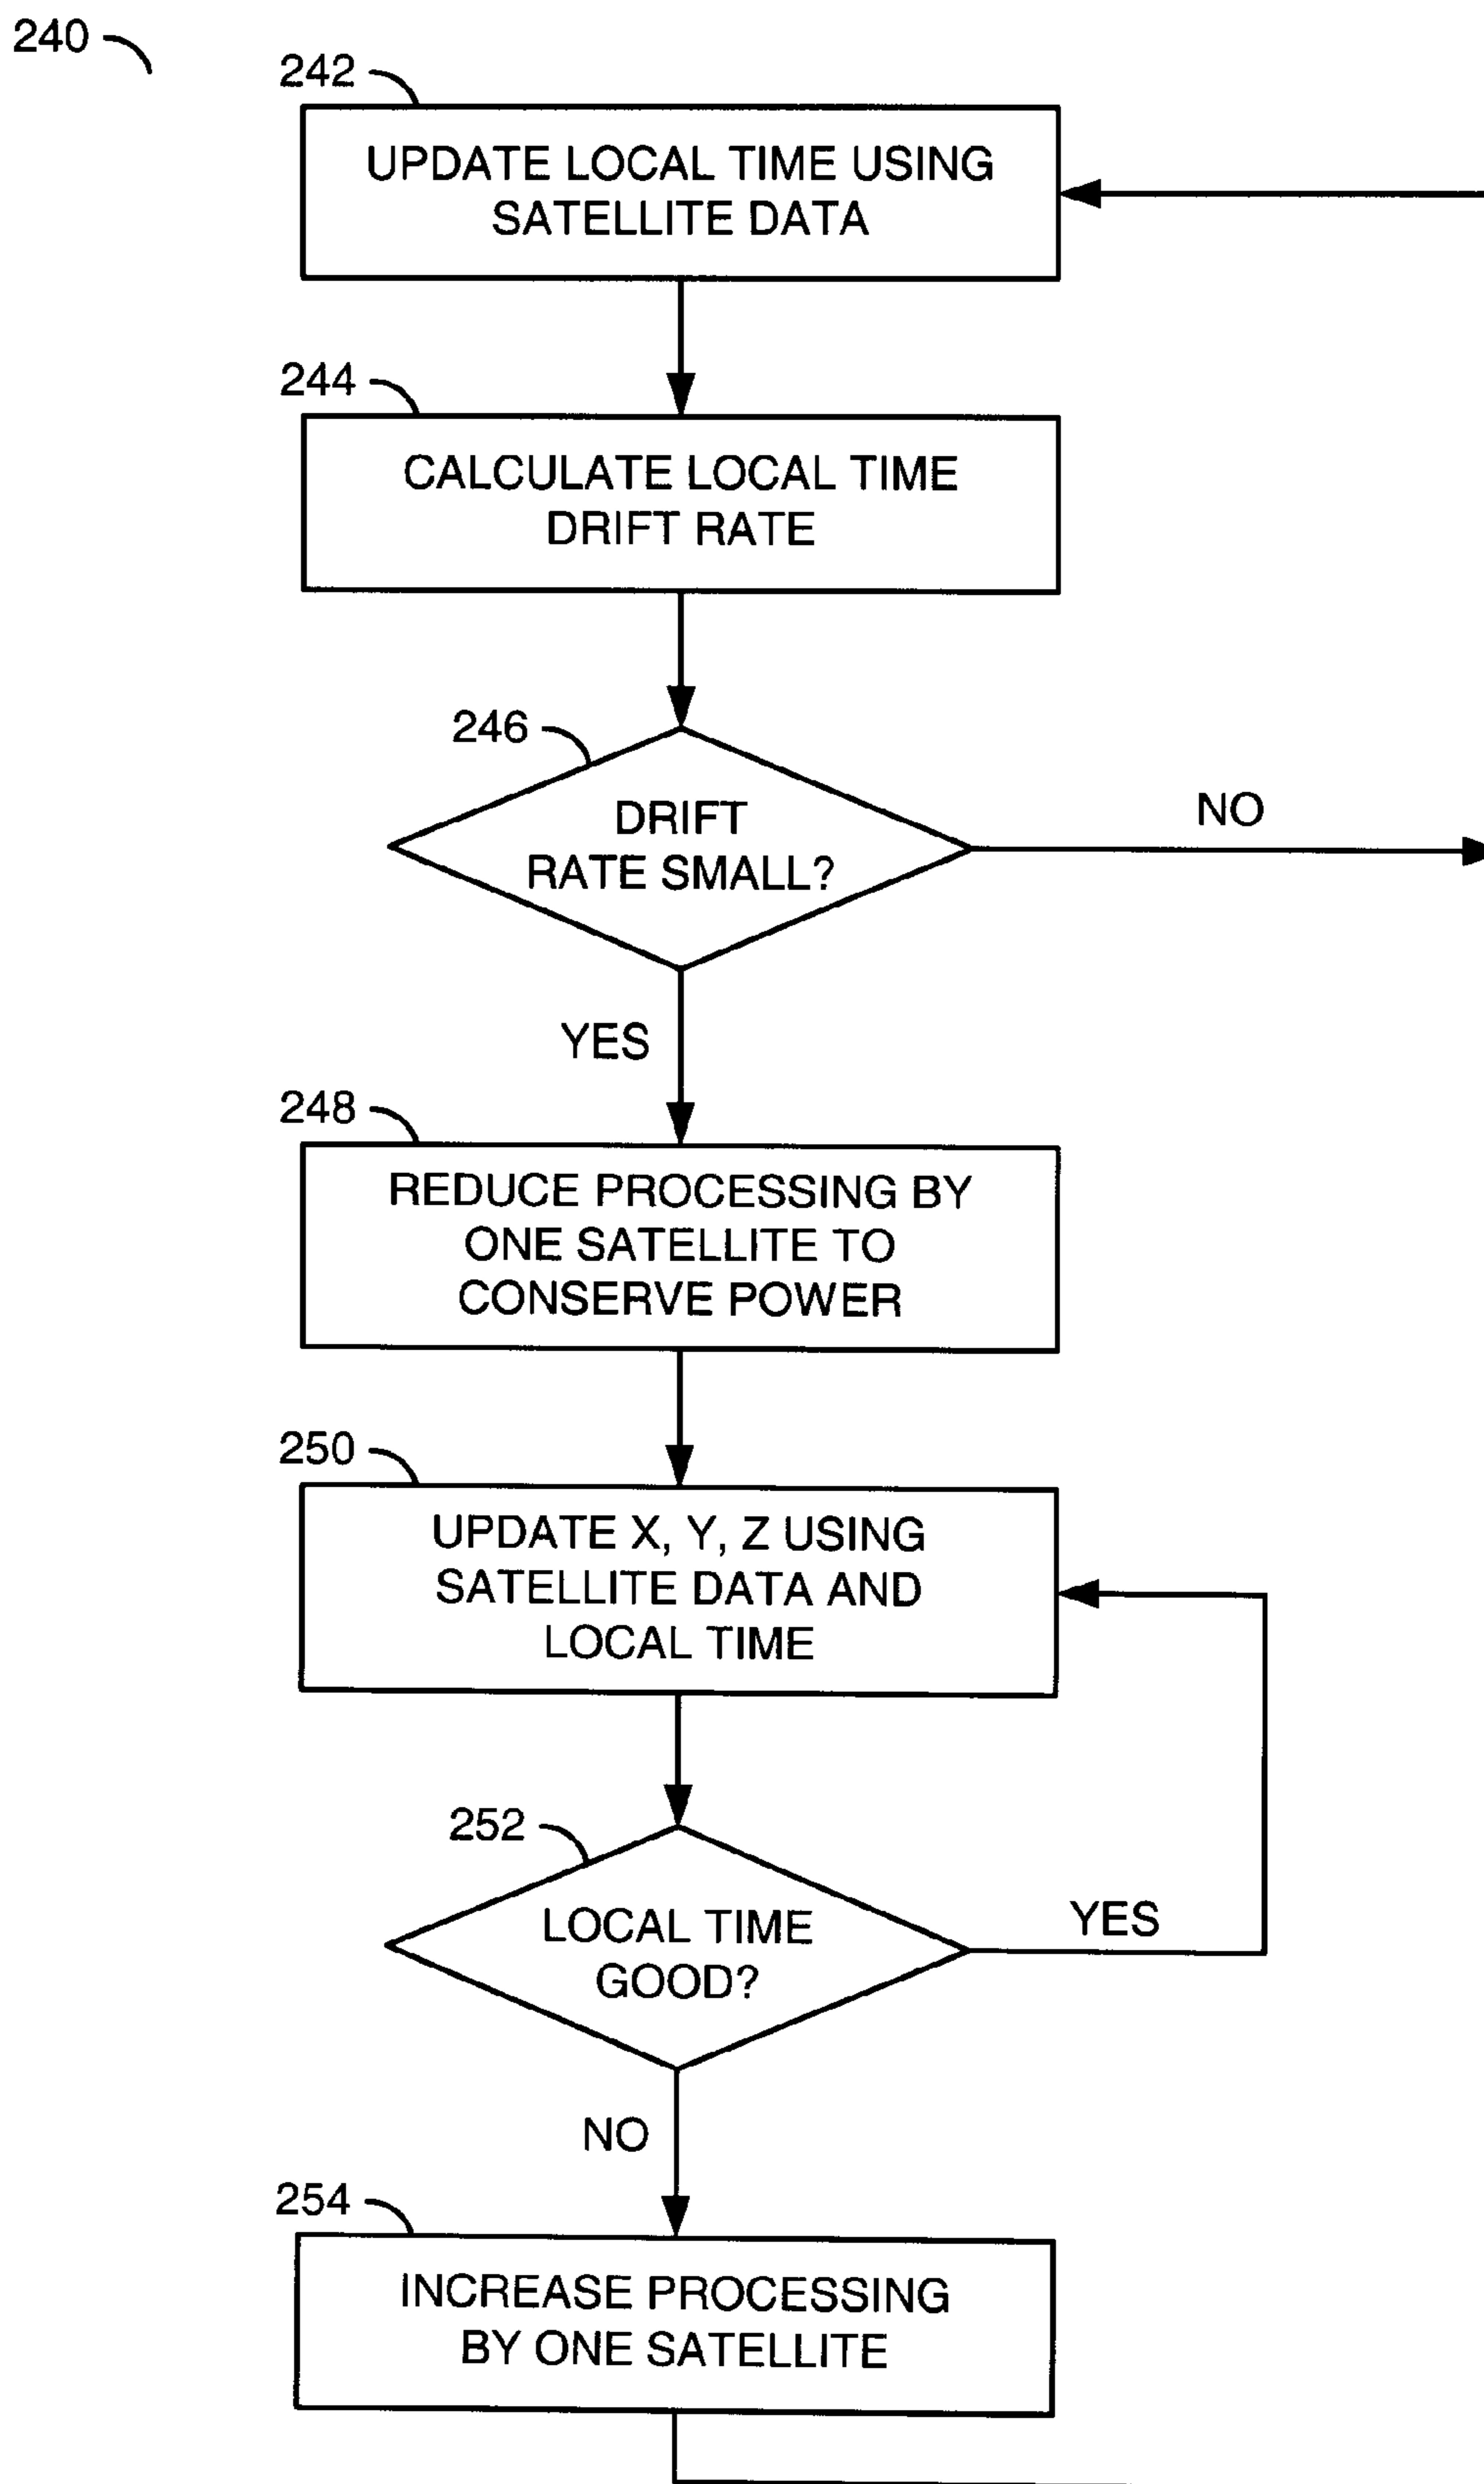 240
242
UPDATE LOCAL TIME USING
SATELLITE DATA
244
CALCULATE LOCAL TIME
DRIFT RATE
246
DRIFT
RATE SMALL?
NO
YES
248
REDUCE PROCESSING BY
ONE SATELLITE TO
CONSERVE POWER
250
UPDATE X, Y, Z USING
SATELLITE DATA AND
LOCAL TIME
252
LOCAL TIME
GOOD?
YES
NO
254
INCREASE PROCESSING
BY ONE SATELLITE